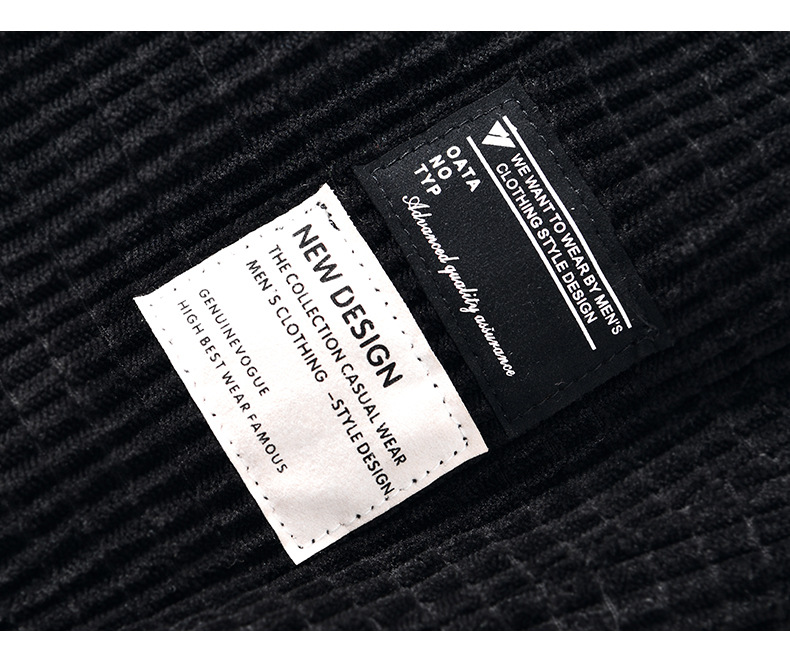 WE WANT TO WEAR BY MEN'S
CLOTHING STYLE DESIGN
OATA
NO
TYP
Advanced quality assurance
NEW DESIGN
THE COLLECTION CASUAL WEAR
MEN'S CLOTHING –STYLE DESIGN,
GENUINEVOGUE
HIGH BEST WEAR FAMOUS